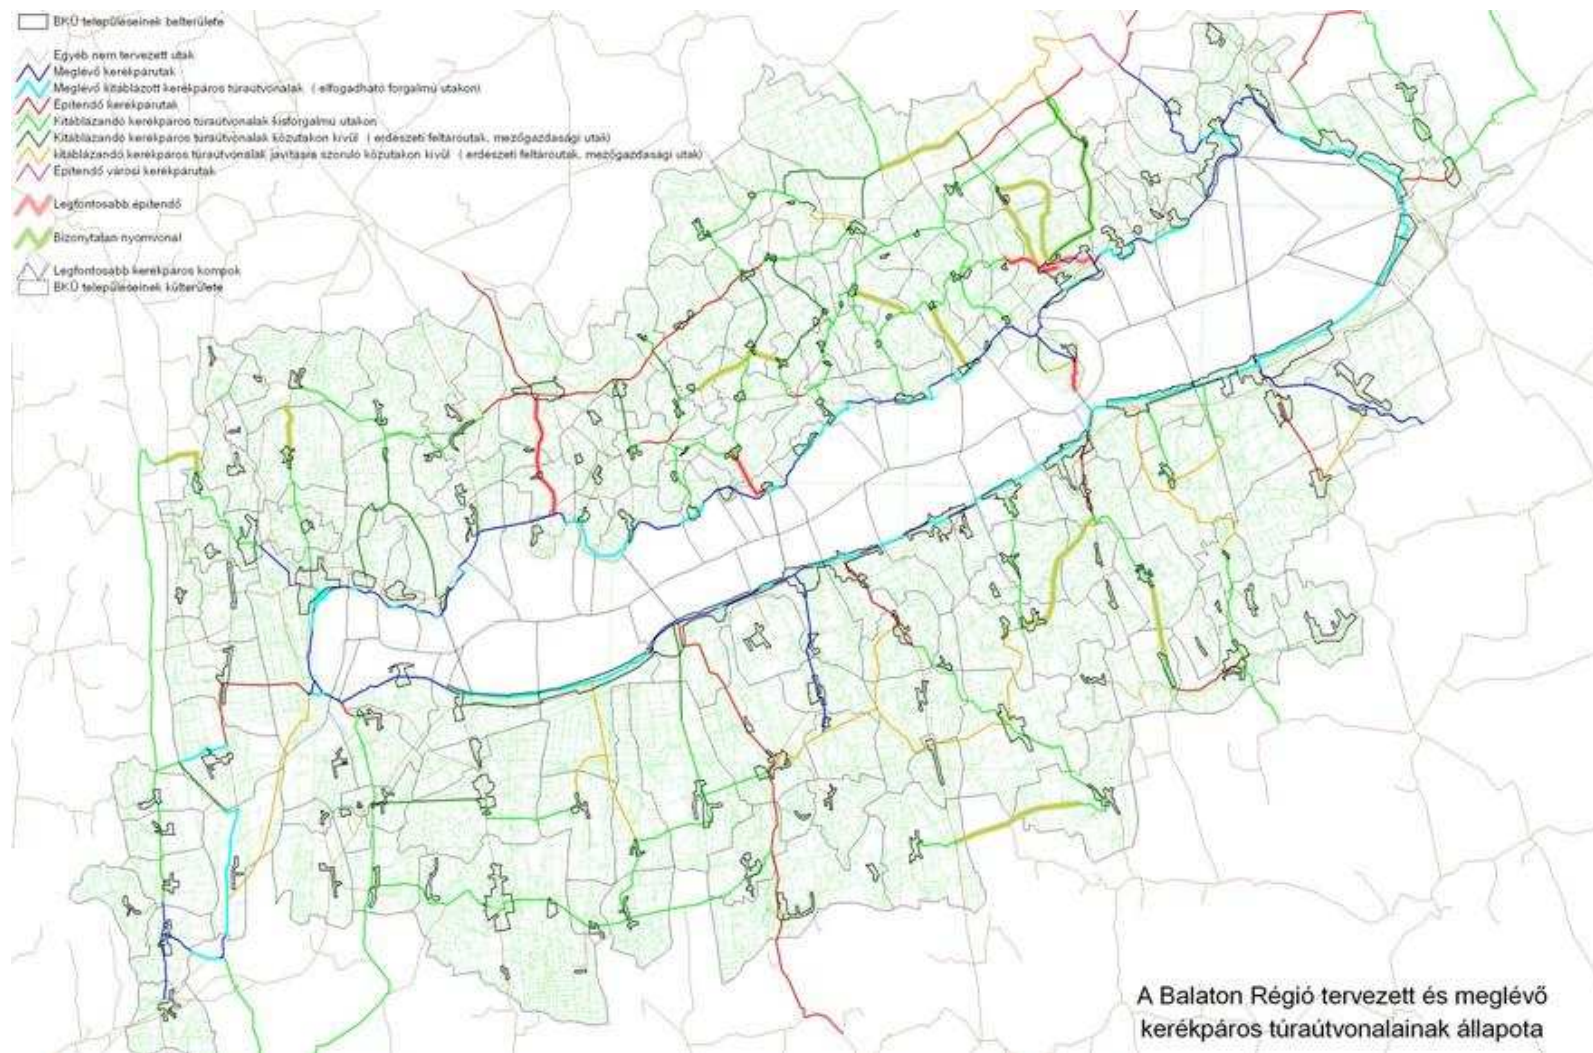 BKÜ településeinek belterülete
Egyéb nem tervezett utak
Meglévő kerékpárutak
Meglévő kitáblázott kerékpáros túraútvonalak ( elfogadható forgalmú utakon)
Építendő kerékpárutak
Kitáblázandó kerékpáros túraútvonalak kisforgalmú utakon
Kitáblázandó kerékpáros túraútvonalak közutakon kívül ( erdészeti feltáróutak, mezőgazdasági utak)
kitáblázandó kerékpáros túraútvonalak javításra szoruló közutakon kívül ( erdészeti feltáróutak, mezőgazdasági utak)
Építendő városi kerékpárutak
Legfontosabb építendő
Bizonytalan nyomvonal
Legfontosabb kerékpáros kompok
BKÜ településeinek külterülete
A Balaton Régió tervezett és meglévő
kerékpáros túraútvonalainak állapota